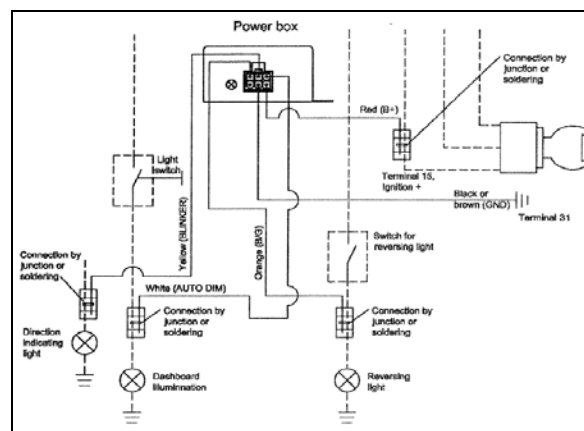 Power box
Connection by
junction or
soldering
Red (B+)
Light
switch
Terminal 15,
Ignition +
Black or
brown (GND)
Terminal 31
Yellow (BLINKER)
Orange (B/G)
Switch for
reversing light
Connection by
junction or
soldering
White (AUTO DIM)
Connection by
junction or
soldering
Connection by
junction or
soldering
Direction
indicating
light
Dashboard
Illumination
Reversing
light